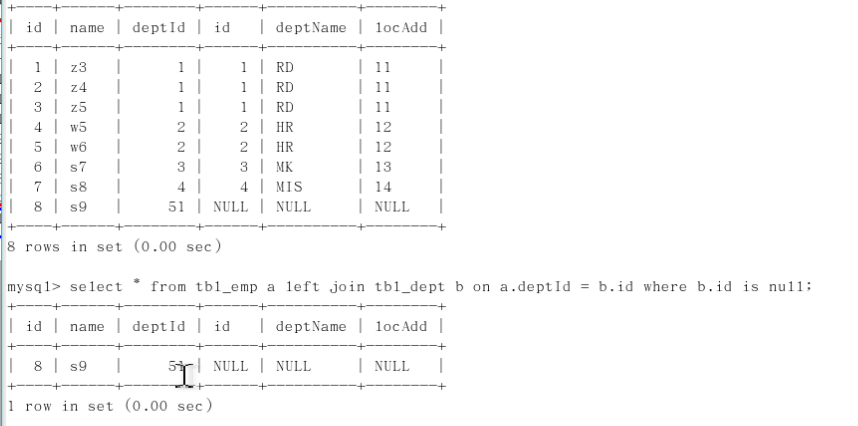 +----+------+--------+------+----------+--------+
| id | name | deptId | id   | deptName | locAdd |
+----+------+--------+------+----------+--------+
|  1 | z3   |      1 |    1 | RD       | 11     |
|  2 | z4   |      1 |    1 | RD       | 11     |
|  3 | z5   |      1 |    1 | RD       | 11     |
|  4 | w5   |      2 |    2 | HR       | 12     |
|  5 | w6   |      2 |    2 | HR       | 12     |
|  6 | s7   |      3 |    3 | MK       | 13     |
|  7 | s8   |      4 |    4 | MIS      | 14     |
|  8 | s9   |     51 | NULL | NULL     | NULL   |
+----+------+--------+------+----------+--------+
8 rows in set (0.00 sec)
mysql> select * from tbl_emp a left join tbl_dept b on a.deptId = b.id where b.id is null;
+----+------+--------+------+----------+--------+
| id | name | deptId | id   | deptName | locAdd |
+----+------+--------+------+----------+--------+
|  8 | s9   |     51 | NULL | NULL     | NULL   |
+----+------+--------+------+----------+--------+
1 row in set (0.00 sec)